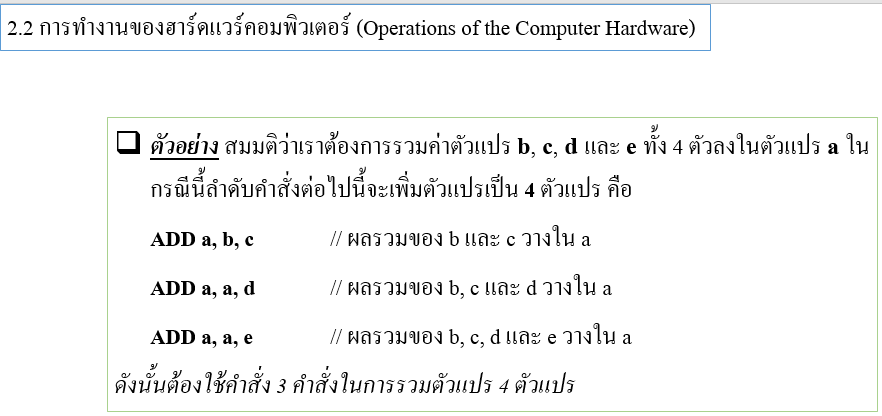 2.2 การทำงานของฮาร์ดแวร์คอมพิวเตอร์ (Operations of the Computer Hardware)
❑ ตัวอย่าง สมมติว่าเราต้องการรวมค่าตัวแปร b, c, d และ e ทั้ง 4 ตัวลงในตัวแปร a ใน
กรณีนี้ลำดับคำสั่งต่อไปนี้จะเพิ่มตัวแปรเป็น 4 ตัวแปร คือ
ADD a, b, c // ผลรวมของ b และ c วางใน a
ADD a, a, d // ผลรวมของ b, c และ d วางใน a
ADD a, a, e // ผลรวมของ b, c, d และ e วางใน a
ดังนั้นต้องใช้คำสั่ง 3 คำสั่งในการรวมตัวแปร 4 ตัวแปร